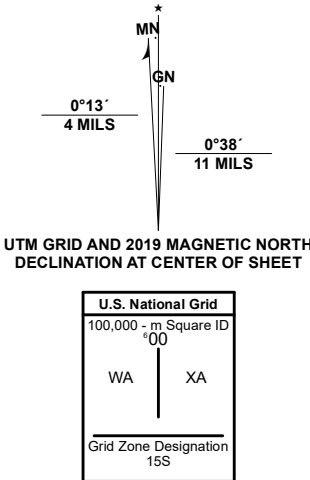 ★
MN
GN
0°13´
4 MILS
0°38´
11 MILS
UTM GRID AND 2019 MAGNETIC NORTH
DECLINATION AT CENTER OF SHEET
U.S. National Grid
100,000 - m Square ID
⁶00
WA XA
Grid Zone Designation
15S